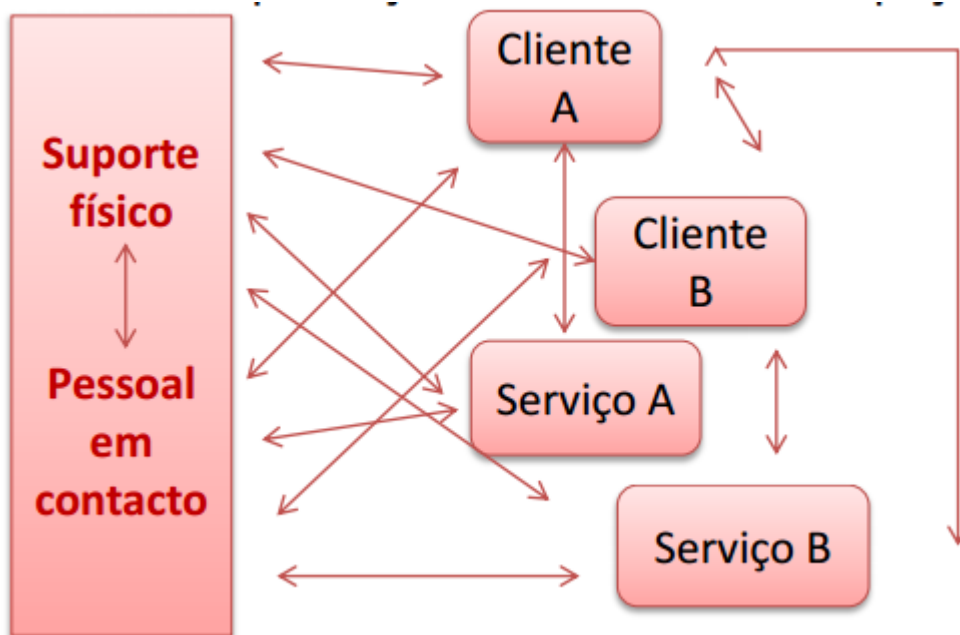 Cliente
A
Suporte
físico
Cliente
B
Pessoal
em
contacto
Serviço A
Serviço B